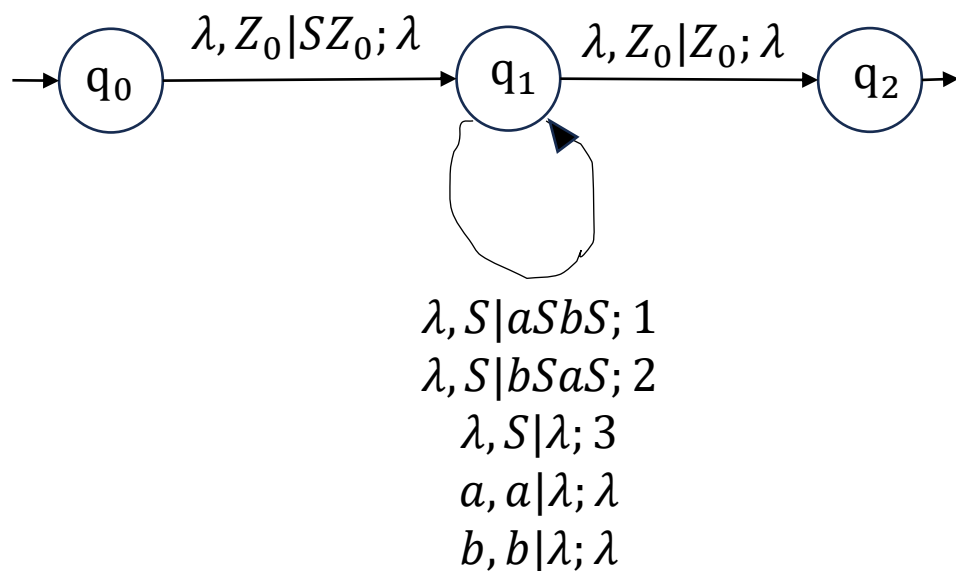 λ, Z₀|SZ₀; λ
λ, Z₀|Z₀; λ
q₀
q₁
q₂
λ, S|aSbS; 1
λ, S|bSaS; 2
λ, S|λ; 3
a, a|λ; λ
b, b|λ; λ